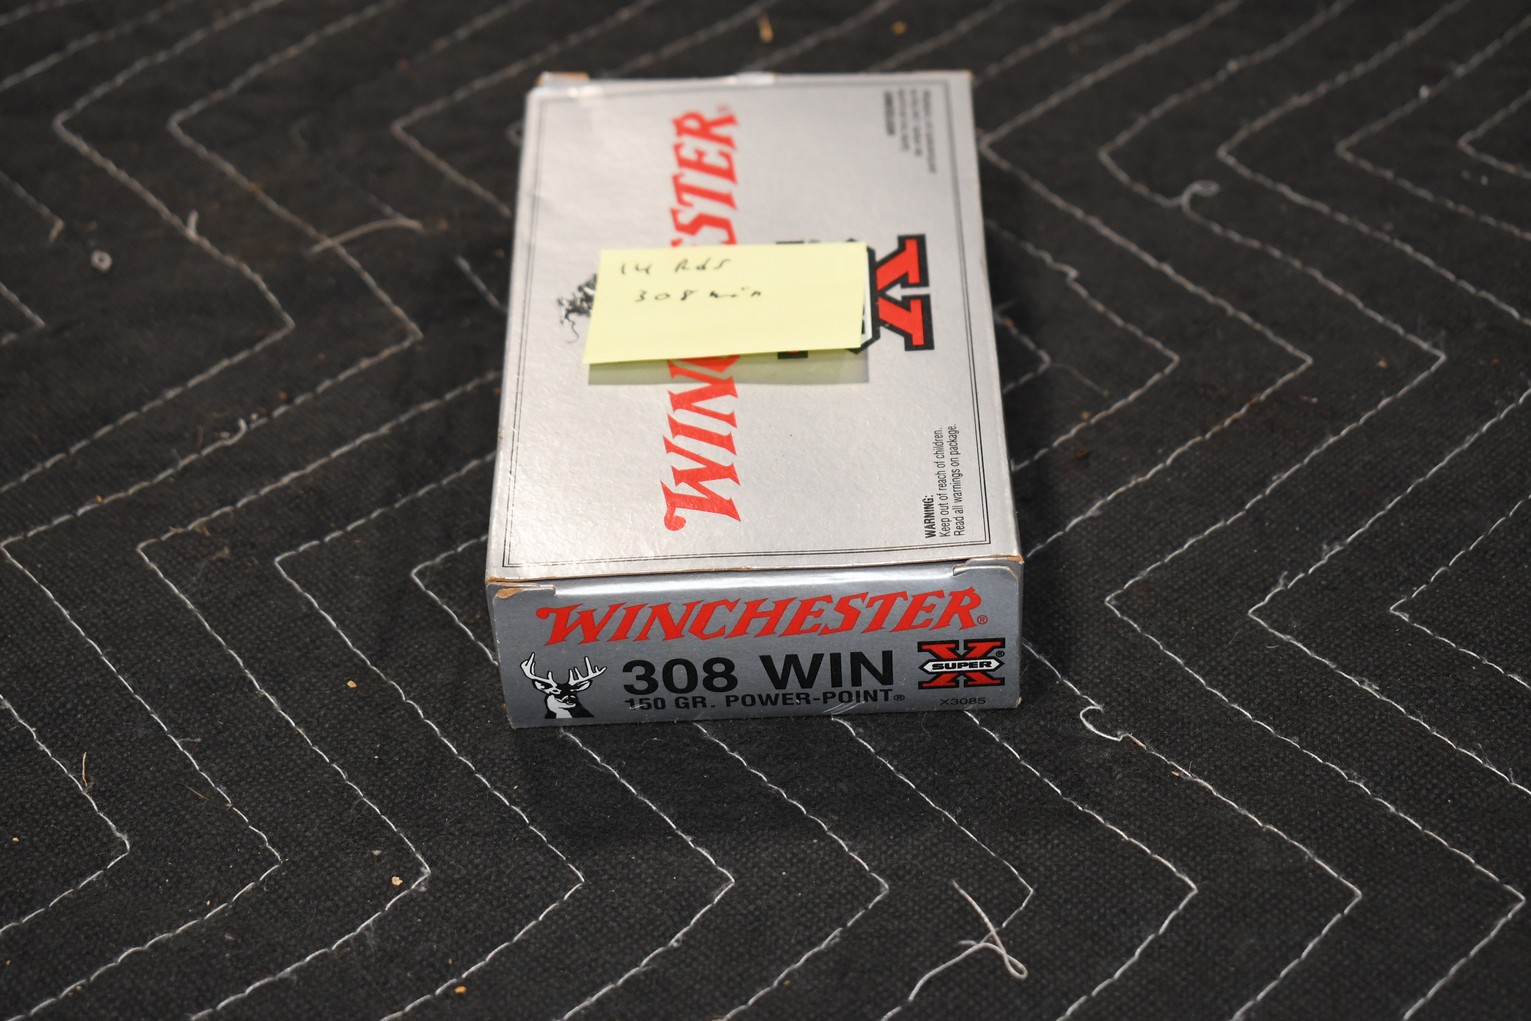 WINCHESTER
14 Rds
308 win
X
WARNING:
Keep out of reach of children.
Read all warnings on package.
WINCHESTER®
308 WIN
150 GR. POWER-POINT®
X SUPER ®
X3085